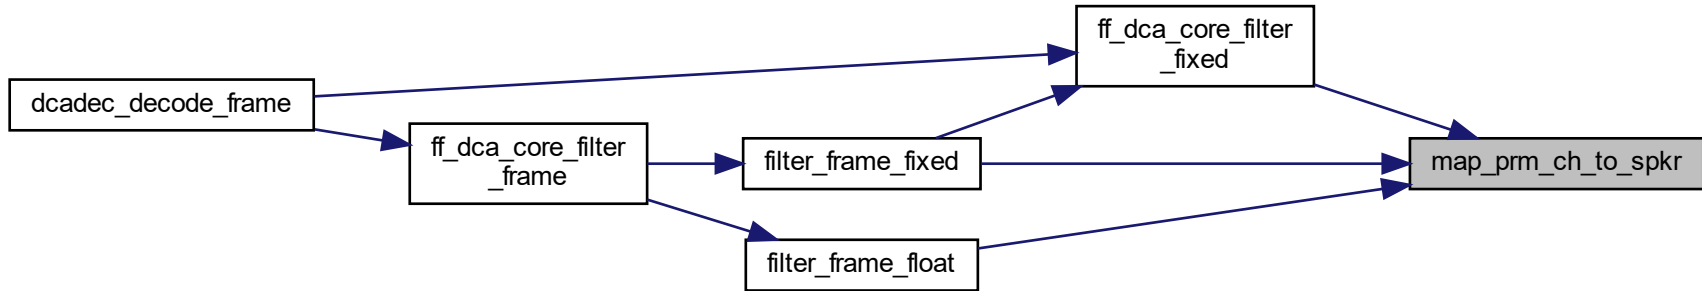 ff_dca_core_filter
_fixed
dcadec_decode_frame
ff_dca_core_filter
_frame
filter_frame_fixed
map_prm_ch_to_spkr
filter_frame_float